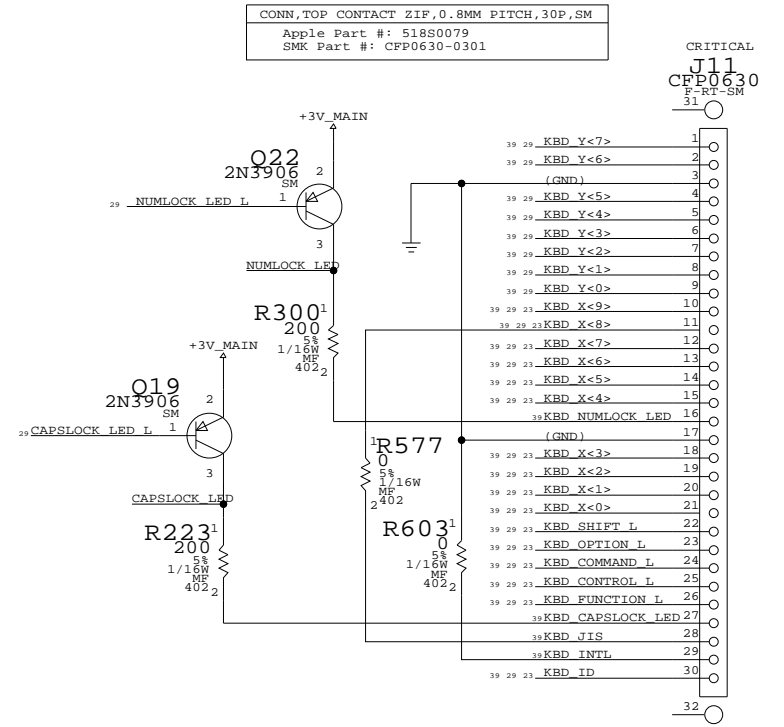 CONN,TOP CONTACT ZIF,0.8MM PITCH,30P,SM
Apple Part #: 518S0079
SMK Part #: CFP0630-0301
CRITICAL
J11
CFP0630
F-RT-SM
31
+3V_MAIN
Q22
2N3906
SM
2
1
3
29 NUMLOCK_LED_L
NUMLOCK_LED
R300
200
5%
1/16W
MF
402
1
2
+3V_MAIN
Q19
2N3906
SM
2
1
3
29 CAPSLOCK_LED_L
CAPSLOCK_LED
R223
200
5%
1/16W
MF
402
1
2
R577
0
5%
1/16W
MF
402
1
2
R603
0
5%
1/16W
MF
402
1
2
39 29 KBD_Y<7> 1
39 29 KBD_Y<6> 2
(GND) 3
39 29 KBD_Y<5> 4
39 29 KBD_Y<4> 5
39 29 KBD_Y<3> 6
39 29 KBD_Y<2> 7
39 29 KBD_Y<1> 8
39 29 KBD_Y<0> 9
39 29 23 KBD_X<9> 10
39 29 23 KBD_X<8> 11
39 29 23 KBD_X<7> 12
39 29 23 KBD_X<6> 13
39 29 23 KBD_X<5> 14
39 29 23 KBD_X<4> 15
39 KBD_NUMLOCK_LED 16
(GND) 17
39 29 23 KBD_X<3> 18
39 29 23 KBD_X<2> 19
39 29 23 KBD_X<1> 20
39 29 23 KBD_X<0> 21
39 29 23 KBD_SHIFT_L 22
39 29 23 KBD_OPTION_L 23
39 29 23 KBD_COMMAND_L 24
39 29 23 KBD_CONTROL_L 25
39 29 23 KBD_FUNCTION_L 26
39 KBD_CAPSLOCK_LED 27
39 KBD_JIS 28
39 KBD_INTL 29
39 29 23 KBD_ID 30
32